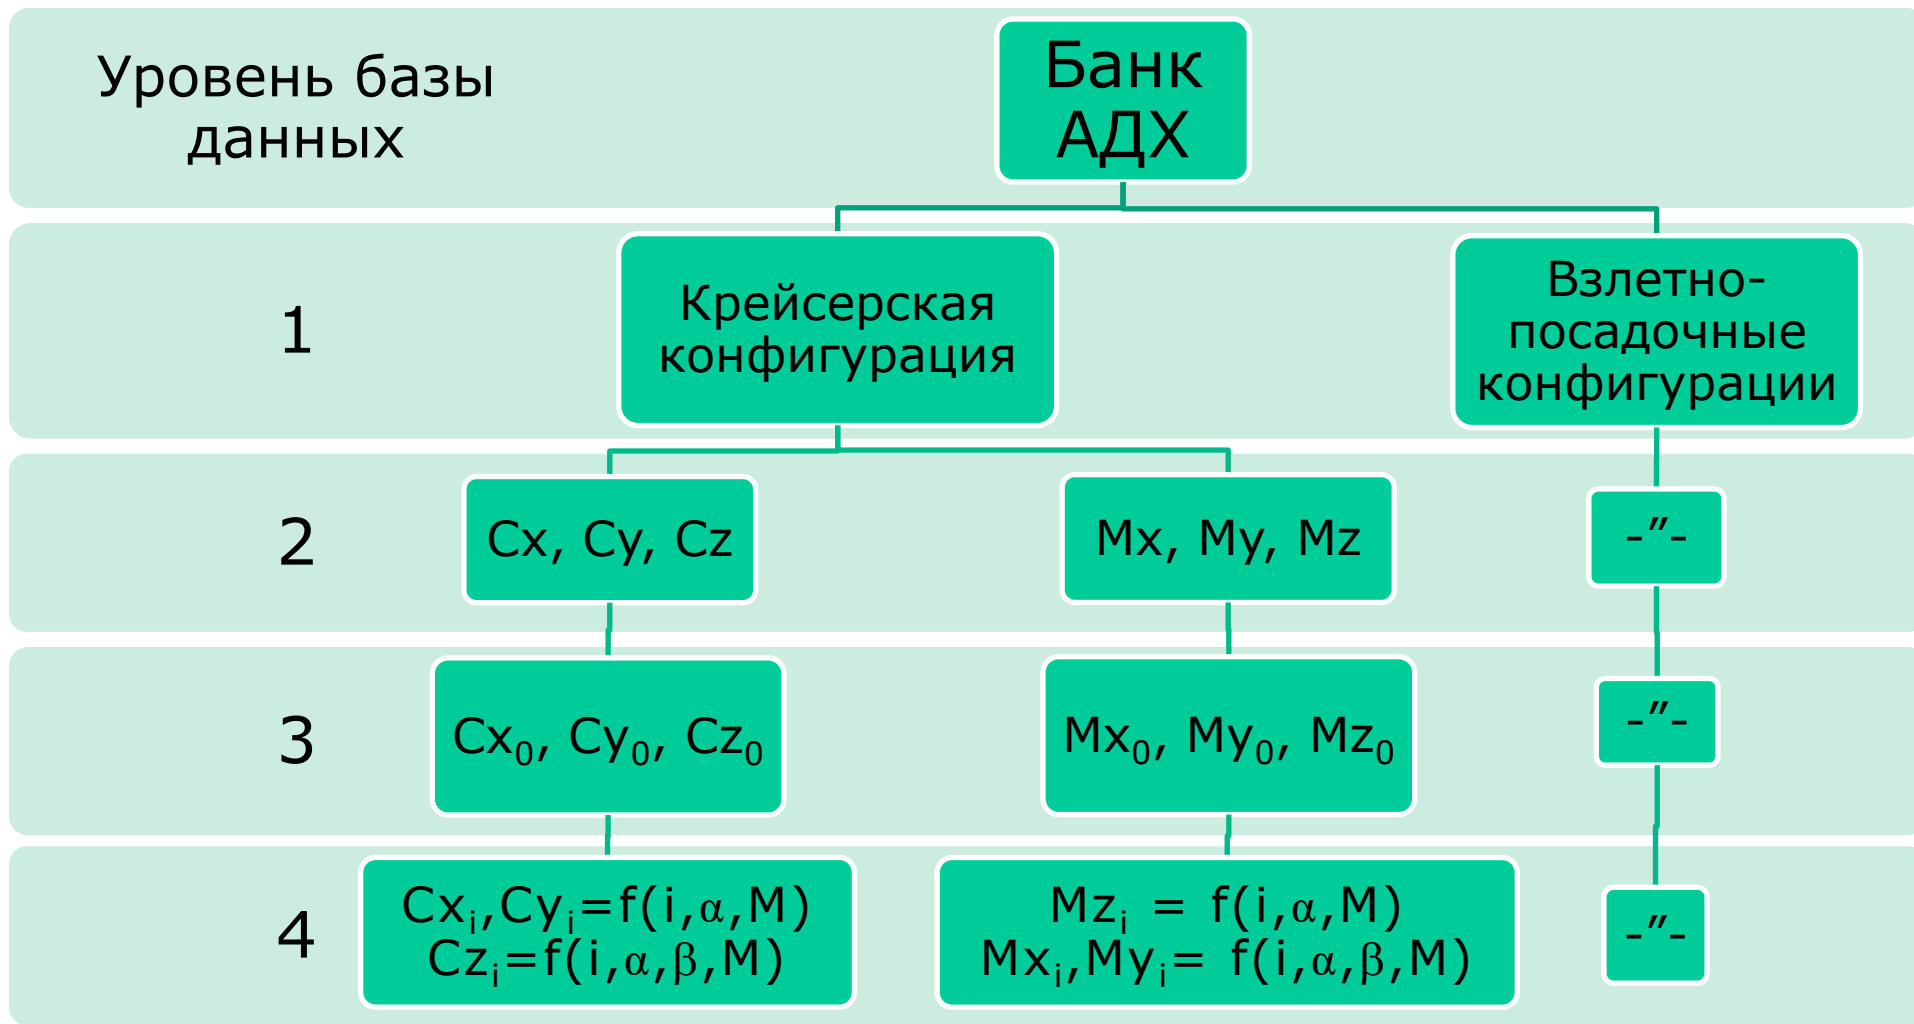 Уровень базы
данных
Банк
АДХ
1
Крейсерская
конфигурация
Взлетно-
посадочные
конфигурации
2
Cx, Cy, Cz
Mx, My, Mz
-”-
3
Cx₀, Cy₀, Cz₀
Mx₀, My₀, Mz₀
-”-
4
Cxᵢ,Cyᵢ=f(i,α,M)
Czᵢ=f(i,α,β,M)
Mzᵢ = f(i,α,M)
Mxᵢ,Myᵢ= f(i,α,β,M)
-”-